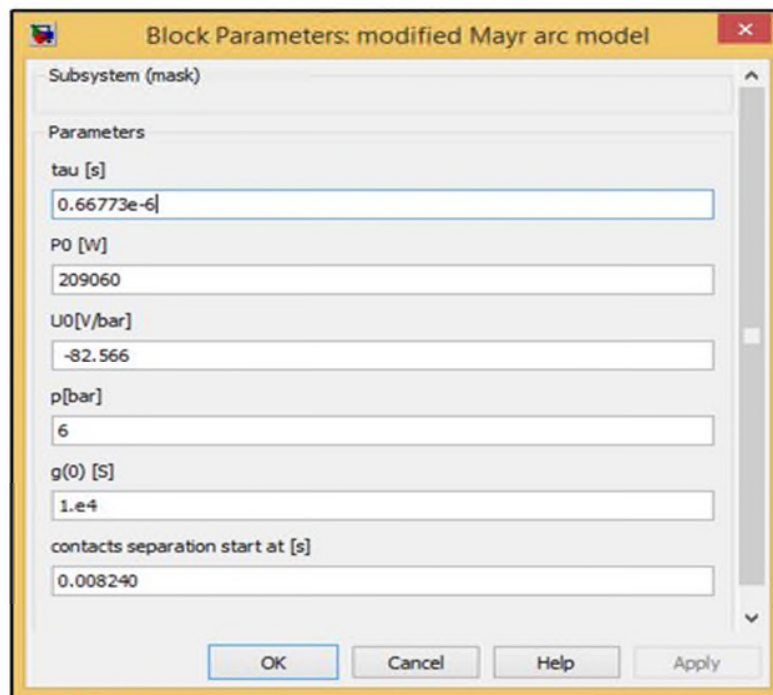 Block Parameters: modified Mayr arc model
Subsystem (mask)
Parameters
tau [s]
0.66773e-6
P0 [W]
209060
U0[V/bar]
-82.566
p[bar]
6
g(0) [S]
1.e4
contacts separation start at [s]
0.008240
OK Cancel Help Apply